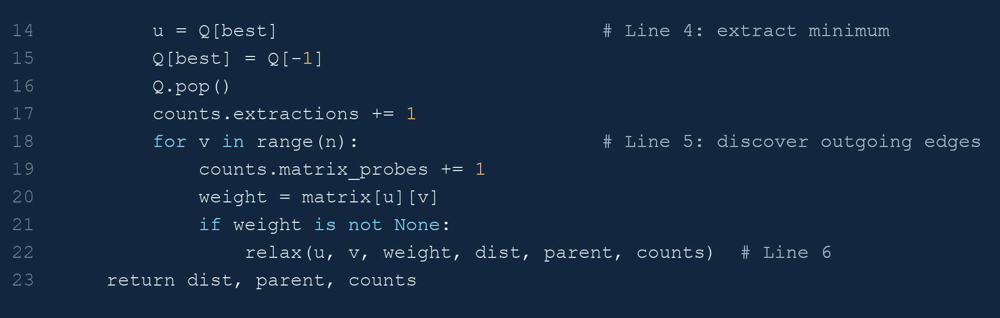 14          u = Q[best]                            # Line 4: extract minimum
15          Q[best] = Q[-1]
16          Q.pop()
17          counts.extractions += 1
18          for v in range(n):                     # Line 5: discover outgoing edges
19              counts.matrix_probes += 1
20              weight = matrix[u][v]
21              if weight is not None:
22                  relax(u, v, weight, dist, parent, counts)  # Line 6
23      return dist, parent, counts